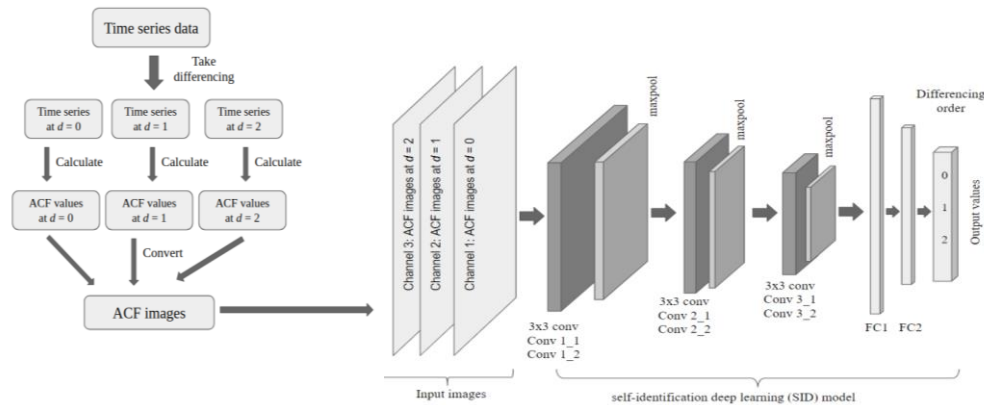 Time series data
Take
differencing
Time series
at d = 0
Time series
at d = 1
Time series
at d = 2
Calculate
Calculate
Calculate
ACF values
at d = 0
ACF values
at d = 1
ACF values
at d = 2
Convert
ACF images
Channel 3: ACF images at d = 2
Channel 2: ACF images at d = 1
Channel 1: ACF images at d = 0
Input images
maxpool
3x3 conv
Conv 1_1
Conv 1_2
maxpool
3x3 conv
Conv 2_1
Conv 2_2
maxpool
3x3 conv
Conv 3_1
Conv 3_2
FC1
FC2
Differencing
order
0
1
2
Output values
self-identification deep learning (SID) model